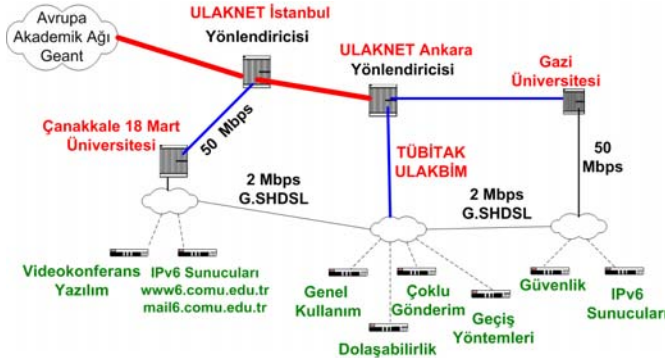 Avrupa
Akademik Ağı
Geant
ULAKNET İstanbul
Yönlendiricisi
ULAKNET Ankara
Yönlendiricisi
Gazi
Üniversitesi
Çanakkale 18 Mart
Üniversitesi
50 Mbps
TÜBİTAK
ULAKBİM
50
Mbps
2 Mbps
G.SHDSL
2 Mbps
G.SHDSL
Videokonferans
Yazılım
IPv6 Sunucuları
www6.comu.edu.tr
mail6.comu.edu.tr
Genel
Kullanım
Çoklu
Gönderim
Geçiş
Yöntemleri
Dolaşabilirlik
Güvenlik
IPv6
Sunucuları